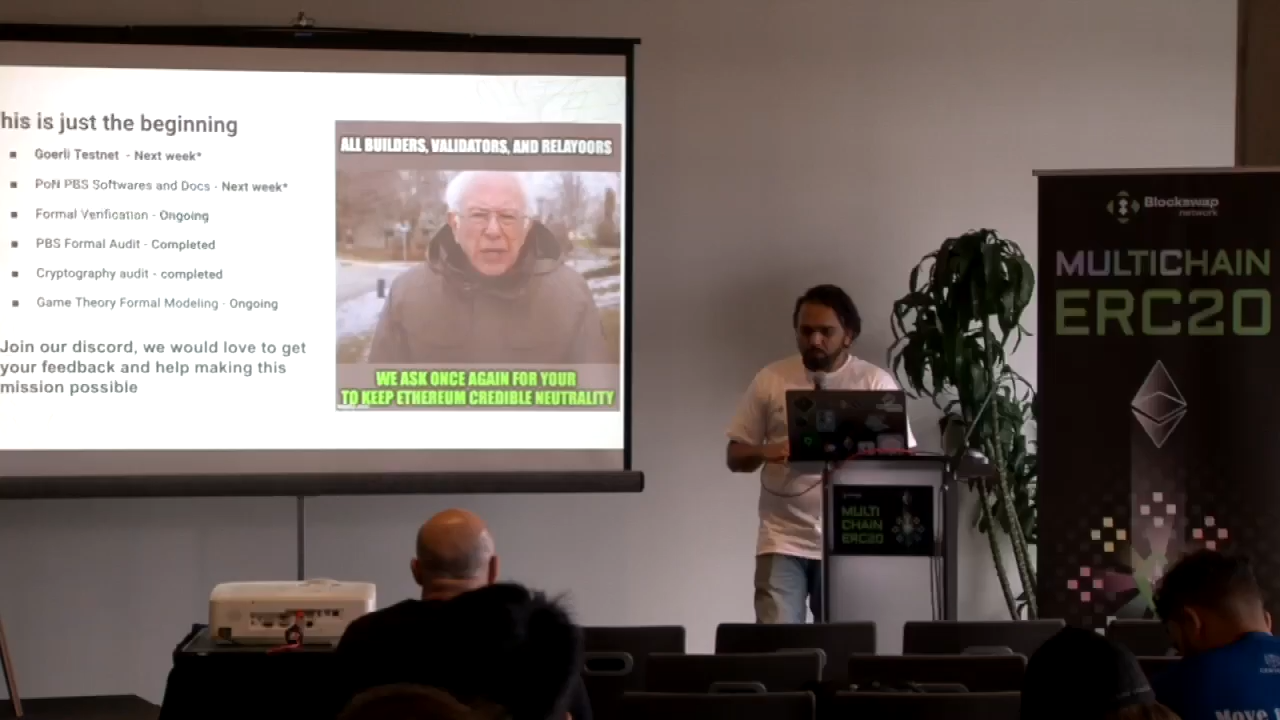 his is just the beginning
Goerli Testnet - Next week*
PoN PBS Softwares and Docs - Next week*
Formal Verification - Ongoing
PBS Formal Audit - Completed
Cryptography audit - completed
Game Theory Formal Modeling - Ongoing
Join our discord, we would love to get
your feedback and help making this
mission possible
ALL BUILDERS, VALIDATORS, AND RELAYOORS
WE ASK ONCE AGAIN FOR YOUR
TO KEEP ETHEREUM CREDIBLE NEUTRALITY
MULTI
CHAIN
ERC20
Blockswap
network
MULTICHAIN
ERC20
Move